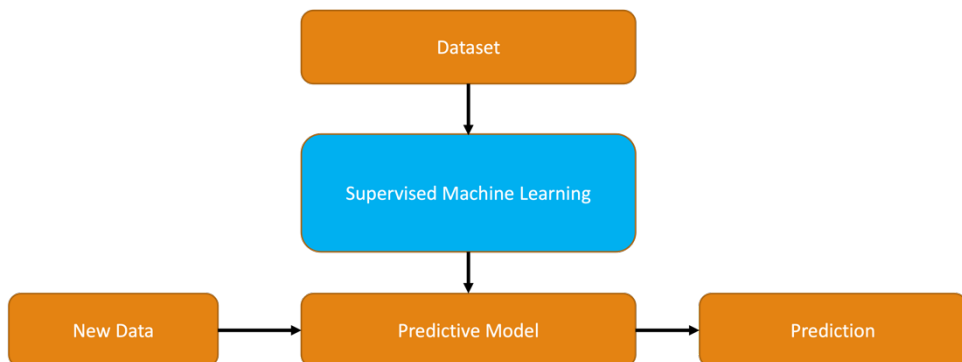 Dataset
Supervised Machine Learning
New Data
Predictive Model
Prediction